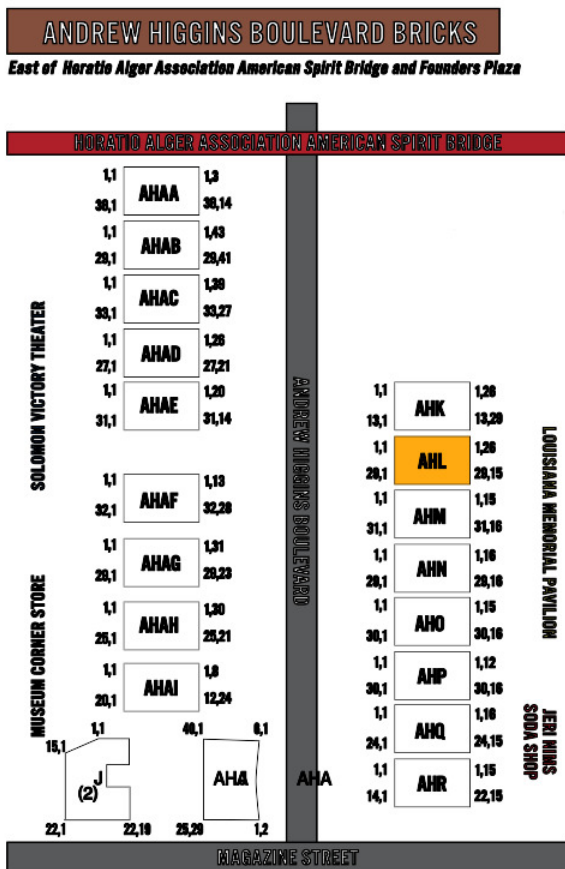 ANDREW HIGGINS BOULEVARD BRICKS
East of Horatio Alger Association American Spirit Bridge and Founders Plaza
HORATIO ALGER ASSOCIATION AMERICAN SPIRIT BRIDGE
1,1 AHAA 1,3
38,1 38,14
1,1 AHAB 1,43
29,1 29,41
1,1 AHAC 1,39
33,1 33,27
1,1 AHAD 1,26
27,1 27,21
1,1 AHAE 1,20
31,1 31,14
1,1 AHAF 1,13
32,1 32,28
1,1 AHAG 1,31
29,1 29,23
1,1 AHAH 1,30
25,1 25,21
1,1 AHAI 1,8
20,1 12,24
SOLOMON VICTORY THEATER
MUSEUM CORNER STORE
1,1
15,1
J
(2)
22,1 22,19
40,1 6,1
25,29 1,2
AHA
ANDREW HIGGINS BOULEVARD
1,1 AHK 1,26
13,1 13,29
1,1 AHL 1,26
29,1 29,15
1,1 AHM 1,15
31,1 31,16
1,1 AHN 1,16
29,1 29,16
1,1 AHO 1,15
30,1 30,16
1,1 AHP 1,12
30,1 30,16
1,1 AHQ 1,16
24,1 24,15
1,1 AHR 1,15
14,1 22,15
LOUISIANA MEMORIAL PAVILION
JERI NIMS
SODA SHOP
MAGAZINE STREET